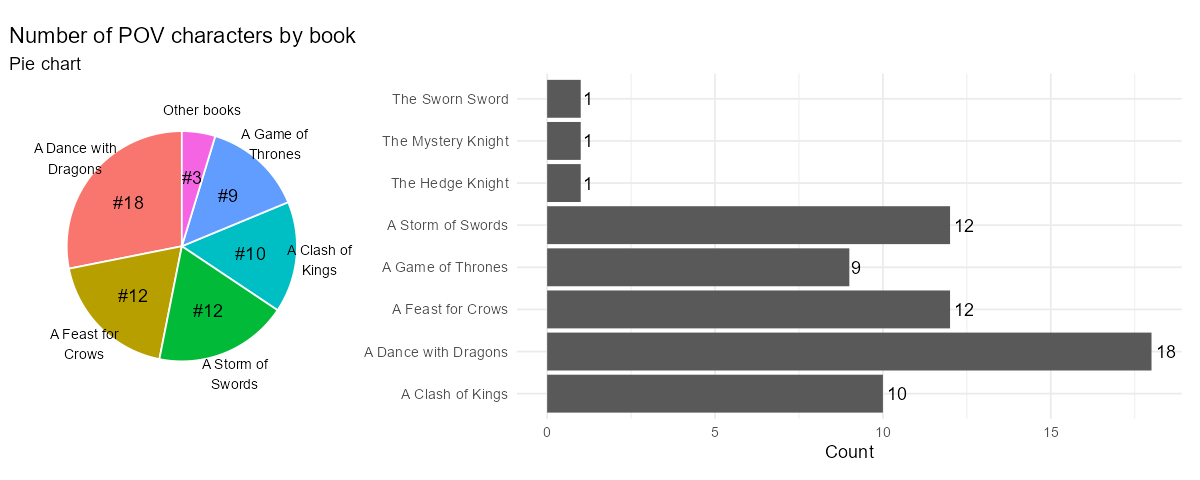 Number of POV characters by book
Pie chart
Other books
A Game of
Thrones
A Dance with
Dragons
#3
#9
#18
A Clash of
Kings
#10
#12
#12
A Feast for
Crows
A Storm of
Swords
The Sworn Sword
1
The Mystery Knight
1
The Hedge Knight
1
A Storm of Swords
12
A Game of Thrones
9
A Feast for Crows
12
A Dance with Dragons
18
A Clash of Kings
10
0
5
10
15
Count